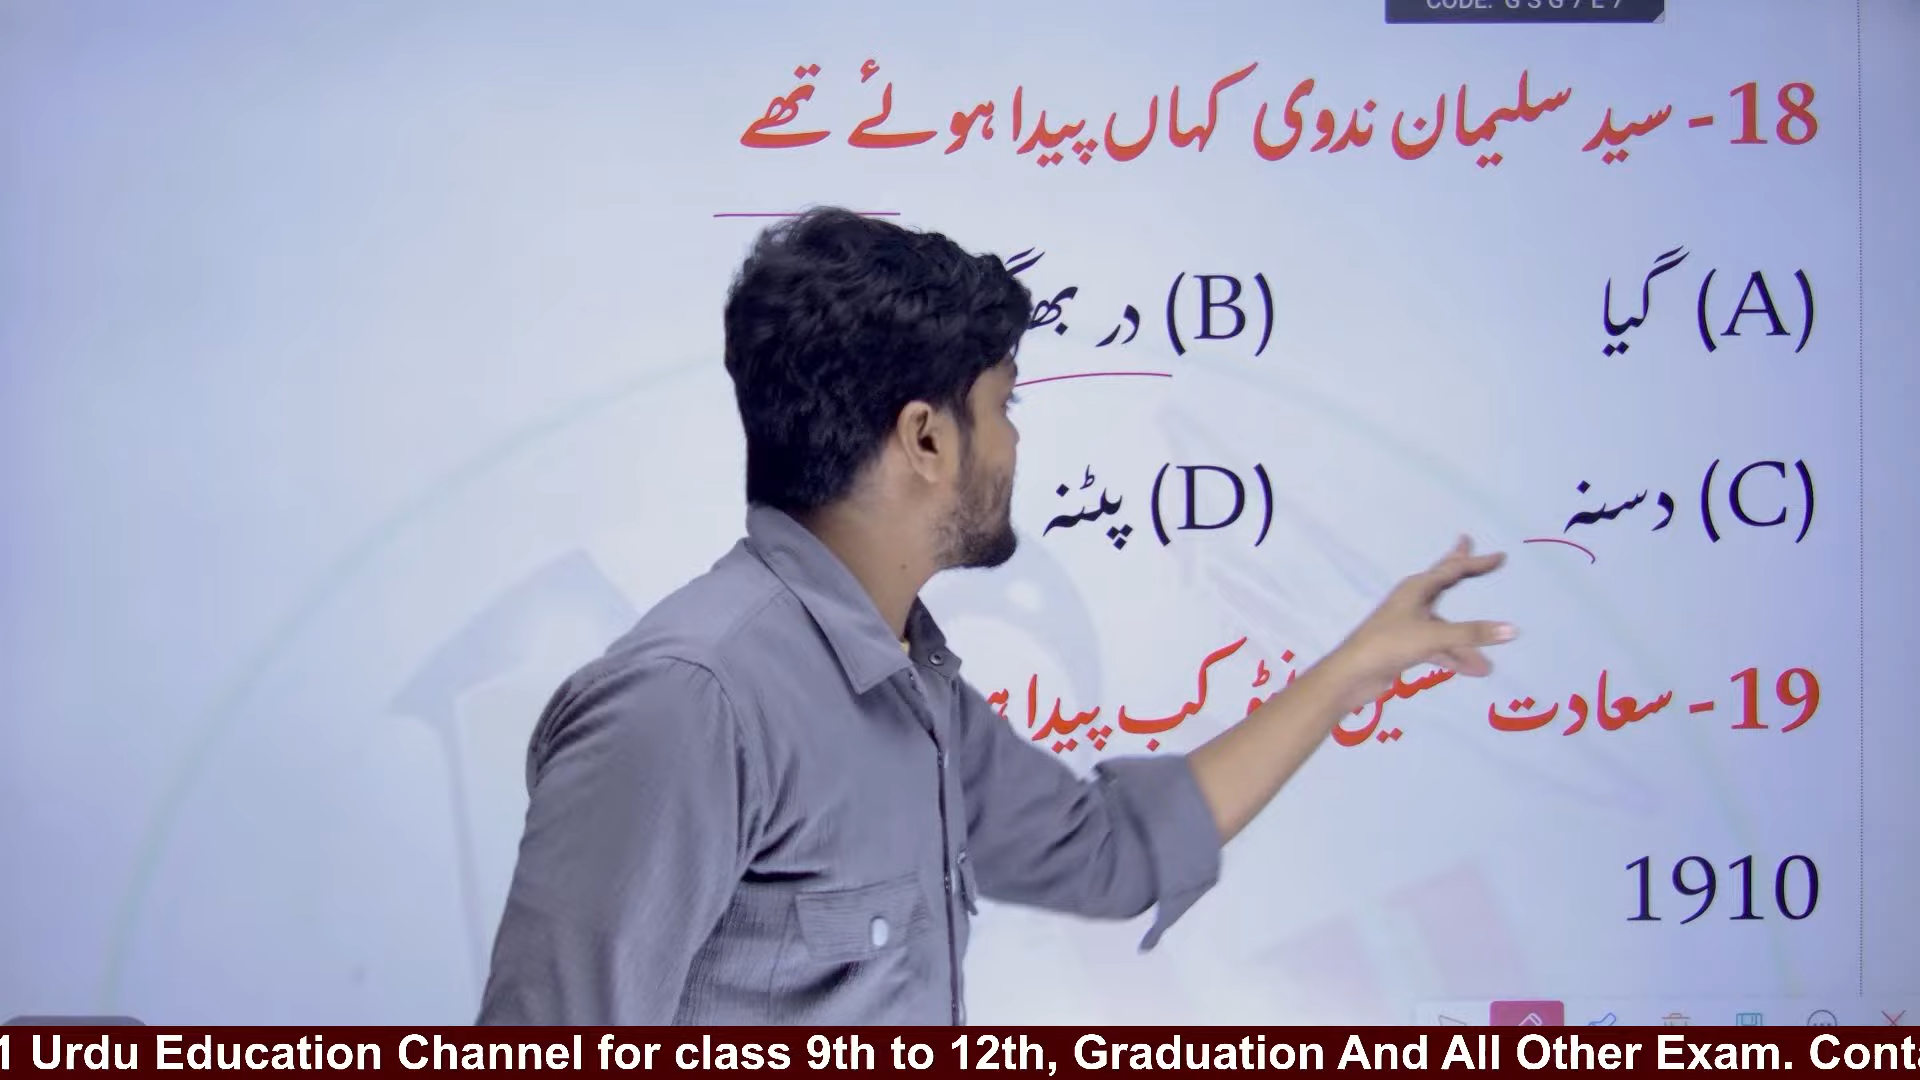 CODE: G S G 7 E 7
18- سید سلیمان ندوی کہاں پیدا ہوئے تھے
(A) گیا (B) در بھ
(C) دسنہ (D) پٹنہ
19- سعادت کب پیدا
1910
1 Urdu Education Channel for class 9th to 12th, Graduation And All Other Exam. Conta